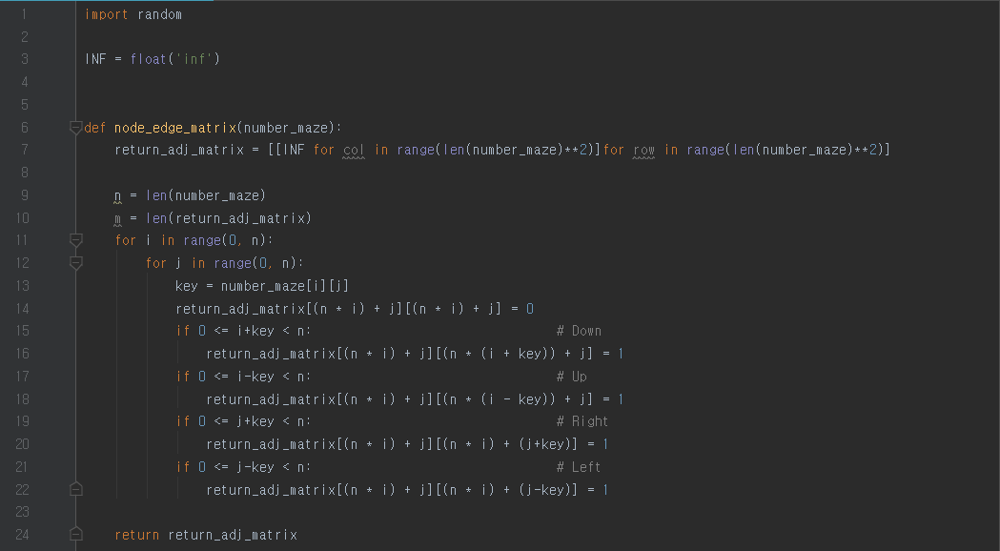 1 import random
2
3 INF = float('inf')
4
5
6 def node_edge_matrix(number_maze):
7 return_adj_matrix = [[INF for col in range(len(number_maze)**2)]for row in range(len(number_maze)**2)]
8
9 n = len(number_maze)
10 m = len(return_adj_matrix)
11 for i in range(0, n):
12 for j in range(0, n):
13 key = number_maze[i][j]
14 return_adj_matrix[(n * i) + j][(n * i) + j] = 0
15 if 0 <= i+key < n: # Down
16 return_adj_matrix[(n * i) + j][(n * (i + key)) + j] = 1
17 if 0 <= i-key < n: # Up
18 return_adj_matrix[(n * i) + j][(n * (i - key)) + j] = 1
19 if 0 <= j+key < n: # Right
20 return_adj_matrix[(n * i) + j][(n * i) + (j+key)] = 1
21 if 0 <= j-key < n: # Left
22 return_adj_matrix[(n * i) + j][(n * i) + (j-key)] = 1
23
24 return return_adj_matrix